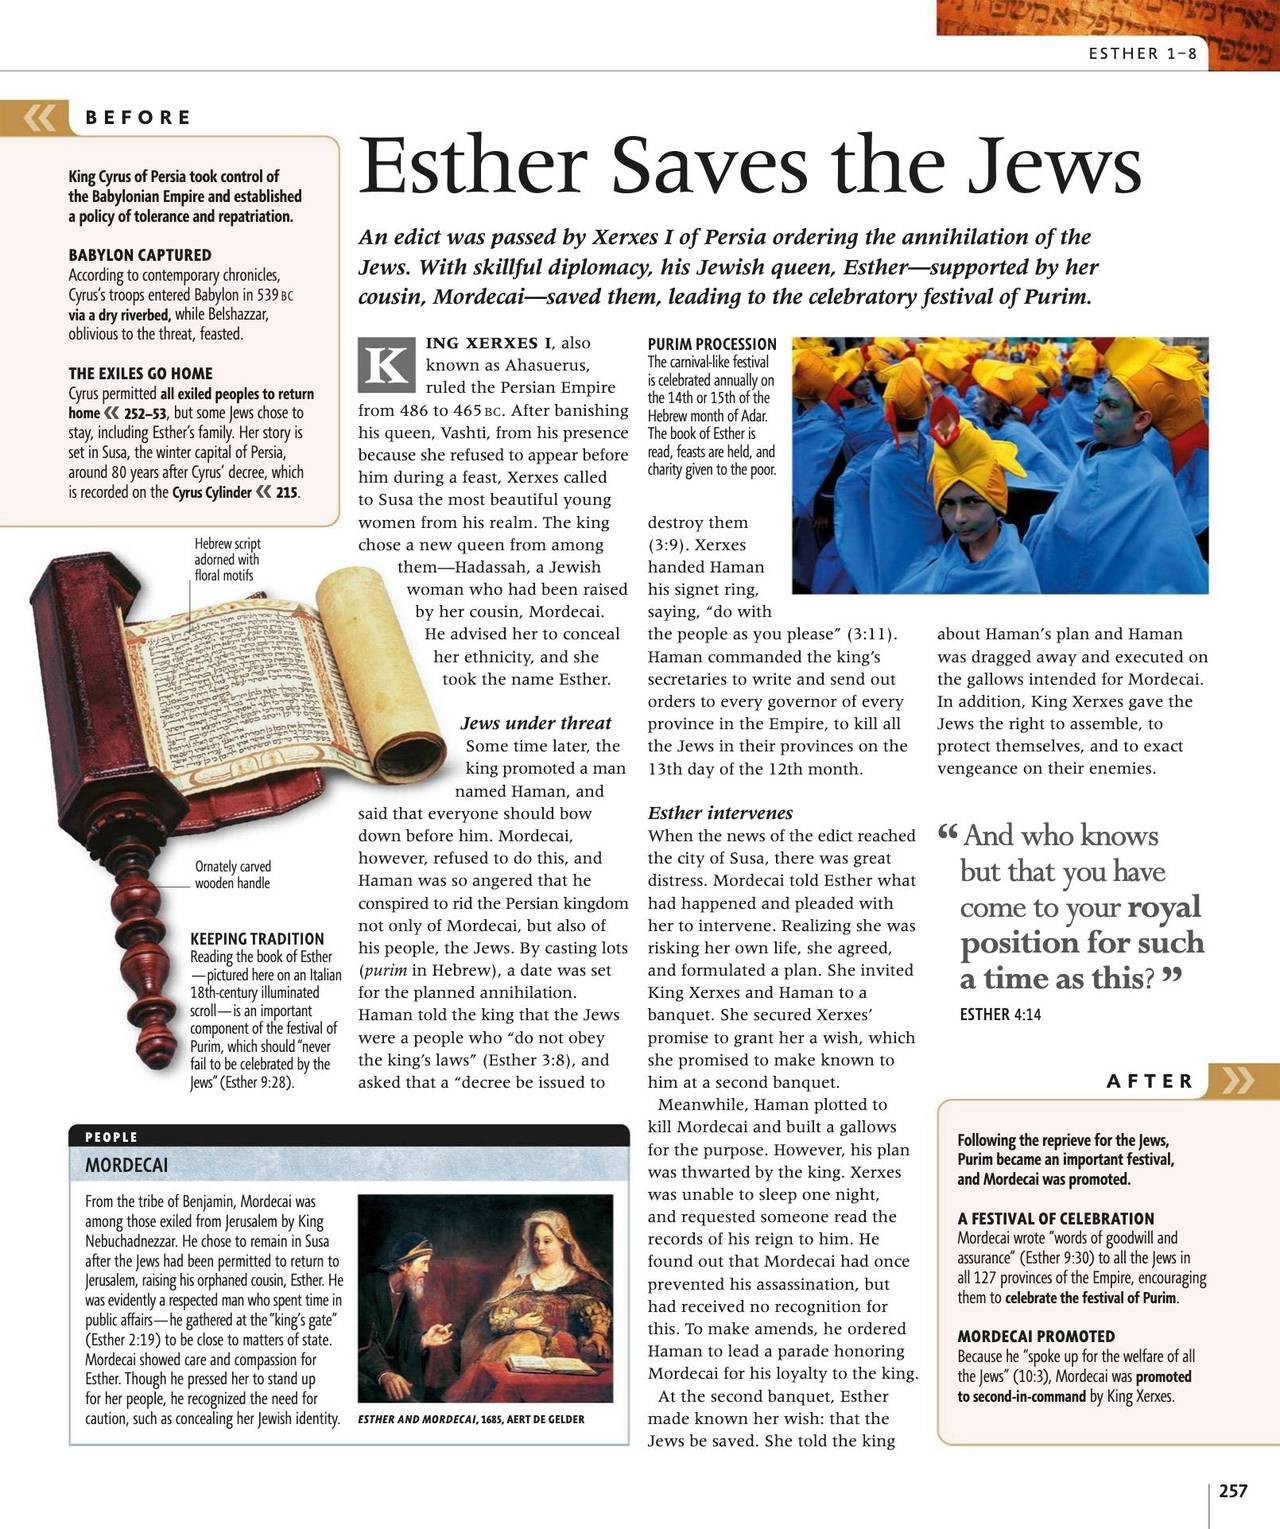 ESTHER 1–8
BEFORE
King Cyrus of Persia took control of
the Babylonian Empire and established
a policy of tolerance and repatriation.
BABYLON CAPTURED
According to contemporary chronicles,
Cyrus’s troops entered Babylon in 539 BC
via a dry riverbed, while Belshazzar,
oblivious to the threat, feasted.
THE EXILES GO HOME
Cyrus permitted all exiled peoples to return
home « 252–53, but some Jews chose to
stay, including Esther’s family. Her story is
set in Susa, the winter capital of Persia,
around 80 years after Cyrus’ decree, which
is recorded on the Cyrus Cylinder « 215.
Esther Saves the Jews
An edict was passed by Xerxes I of Persia ordering the annihilation of the
Jews. With skillful diplomacy, his Jewish queen, Esther—supported by her
cousin, Mordecai—saved them, leading to the celebratory festival of Purim.
KING XERXES I, also
known as Ahasuerus,
ruled the Persian Empire
from 486 to 465 BC. After banishing
his queen, Vashti, from his presence
because she refused to appear before
him during a feast, Xerxes called
to Susa the most beautiful young
women from his realm. The king
chose a new queen from among
them—Hadassah, a Jewish
woman who had been raised
by her cousin, Mordecai.
He advised her to conceal
her ethnicity, and she
took the name Esther.
Jews under threat
Some time later, the
king promoted a man
named Haman, and
said that everyone should bow
down before him. Mordecai,
however, refused to do this, and
Haman was so angered that he
conspired to rid the Persian kingdom
not only of Mordecai, but also of
his people, the Jews. By casting lots
(purim in Hebrew), a date was set
for the planned annihilation.
Haman told the king that the Jews
were a people who “do not obey
the king’s laws” (Esther 3:8), and
asked that a “decree be issued to
PURIM PROCESSION
The carnival-like festival
is celebrated annually on
the 14th or 15th of the
Hebrew month of Adar.
The book of Esther is
read, feasts are held, and
charity given to the poor.
destroy them
(3:9). Xerxes
handed Haman
his signet ring,
saying, “do with
the people as you please” (3:11).
Haman commanded the king’s
secretaries to write and send out
orders to every governor of every
province in the Empire, to kill all
the Jews in their provinces on the
13th day of the 12th month.
Esther intervenes
When the news of the edict reached
the city of Susa, there was great
distress. Mordecai told Esther what
had happened and pleaded with
her to intervene. Realizing she was
risking her own life, she agreed,
and formulated a plan. She invited
King Xerxes and Haman to a
banquet. She secured Xerxes’
promise to grant her a wish, which
she promised to make known to
him at a second banquet.
Meanwhile, Haman plotted to
kill Mordecai and built a gallows
for the purpose. However, his plan
was thwarted by the king. Xerxes
was unable to sleep one night,
and requested someone read the
records of his reign to him. He
found out that Mordecai had once
prevented his assassination, but
had received no recognition for
this. To make amends, he ordered
Haman to lead a parade honoring
Mordecai for his loyalty to the king.
At the second banquet, Esther
made known her wish: that the
Jews be saved. She told the king
about Haman’s plan and Haman
was dragged away and executed on
the gallows intended for Mordecai.
In addition, King Xerxes gave the
Jews the right to assemble, to
protect themselves, and to exact
vengeance on their enemies.
“And who knows
but that you have
come to your royal
position for such
a time as this?”
ESTHER 4:14
Hebrew script
adorned with
floral motifs
Ornately carved
wooden handle
KEEPING TRADITION
Reading the book of Esther
—pictured here on an Italian
18th-century illuminated
scroll—is an important
component of the festival of
Purim, which should “never
fail to be celebrated by the
Jews” (Esther 9:28).
PEOPLE
MORDECAI
From the tribe of Benjamin, Mordecai was
among those exiled from Jerusalem by King
Nebuchadnezzar. He chose to remain in Susa
after the Jews had been permitted to return to
Jerusalem, raising his orphaned cousin, Esther. He
was evidently a respected man who spent time in
public affairs—he gathered at the “king’s gate”
(Esther 2:19) to be close to matters of state.
Mordecai showed care and compassion for
Esther. Though he pressed her to stand up
for her people, he recognized the need for
caution, such as concealing her Jewish identity.
ESTHER AND MORDECAI, 1685, AERT DE GELDER
AFTER
Following the reprieve for the Jews,
Purim became an important festival,
and Mordecai was promoted.
A FESTIVAL OF CELEBRATION
Mordecai wrote “words of goodwill and
assurance” (Esther 9:30) to all the Jews in
all 127 provinces of the Empire, encouraging
them to celebrate the festival of Purim.
MORDECAI PROMOTED
Because he “spoke up for the welfare of all
the Jews” (10:3), Mordecai was promoted
to second-in-command by King Xerxes.
257